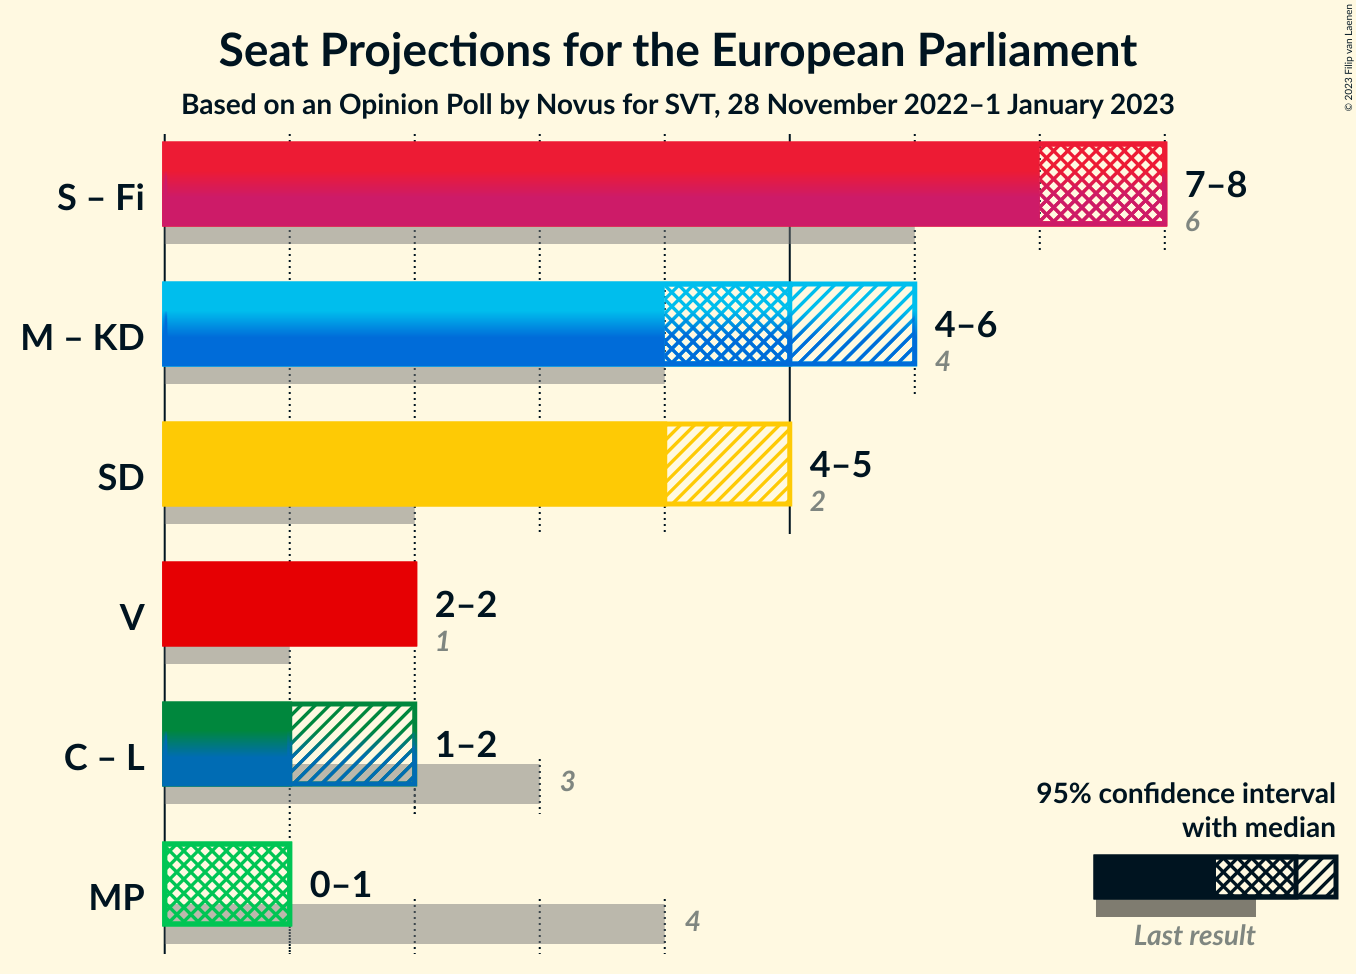 Seat Projections for the European Parliament
Based on an Opinion Poll by Novus for SVT, 28 November 2022–1 January 2023
© 2023 Filip van Laenen
S – Fi
7–8
6
M – KD
4–6
4
SD
4–5
2
V
2–2
1
C – L
1–2
3
MP
0–1
4
95% confidence interval
with median
Last result